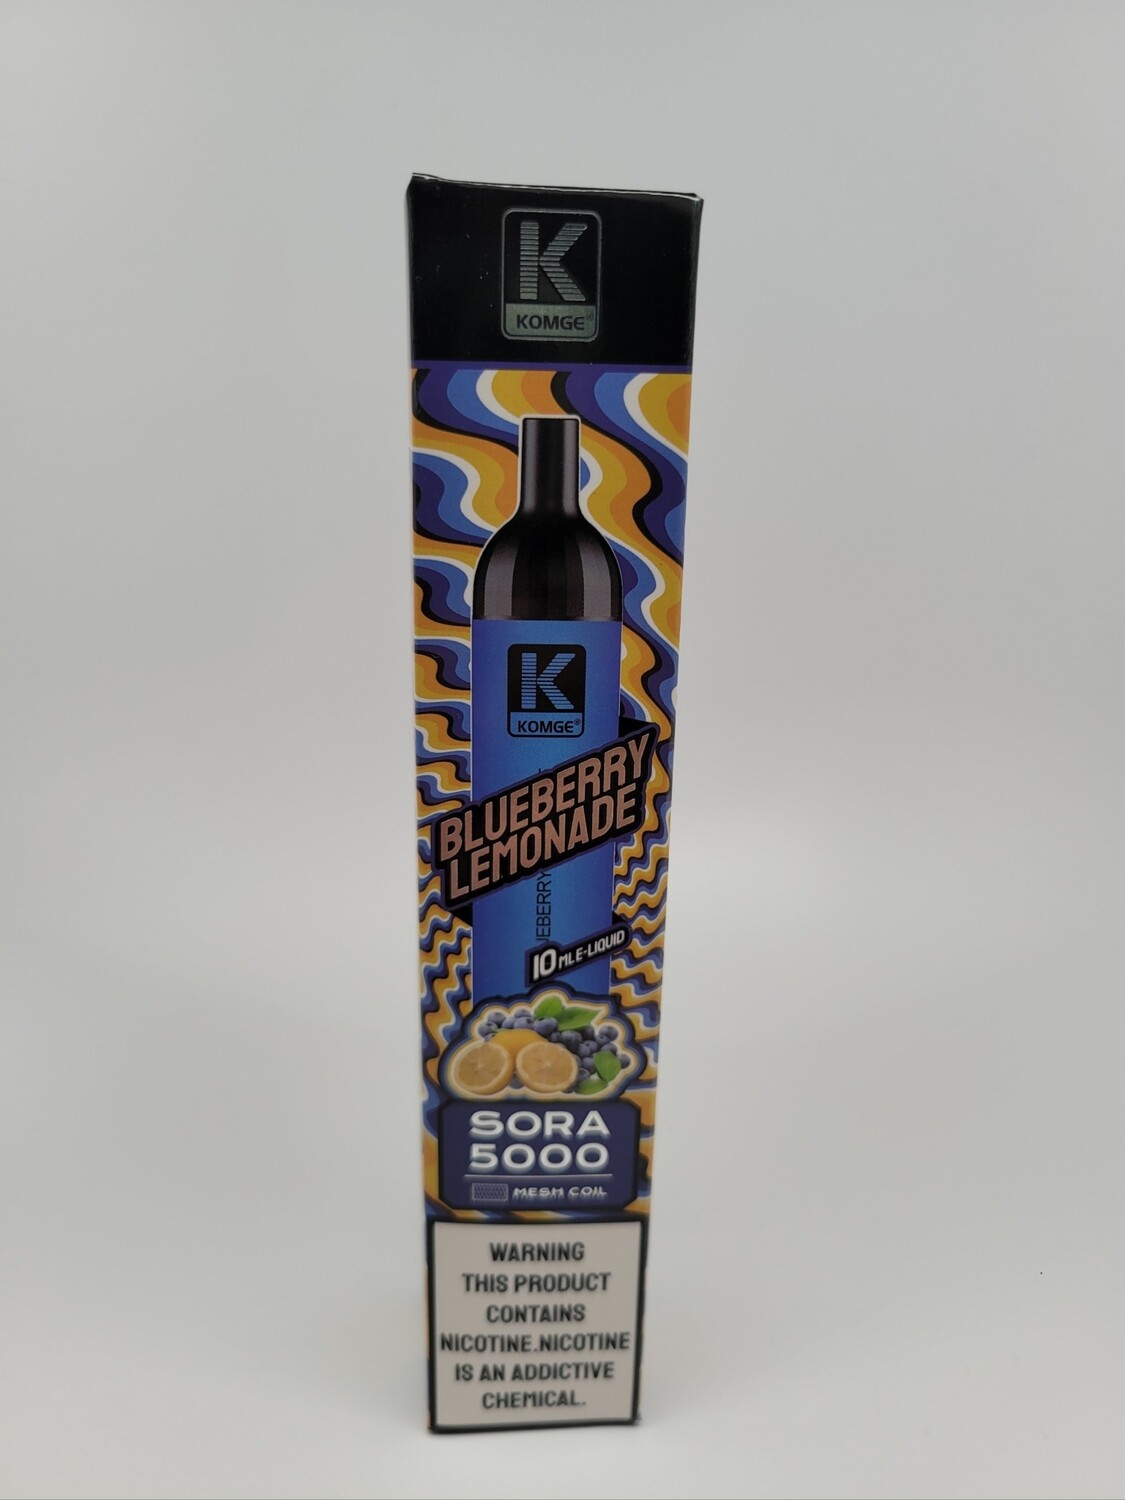 K
KOMGE®
K
KOMGE®
BLUEBERRY
LEMONADE
10 ML E-LIQUID
SORA
5000
MESH COIL
WARNING
THIS PRODUCT
CONTAINS
NICOTINE.NICOTINE
IS AN ADDICTIVE
CHEMICAL.